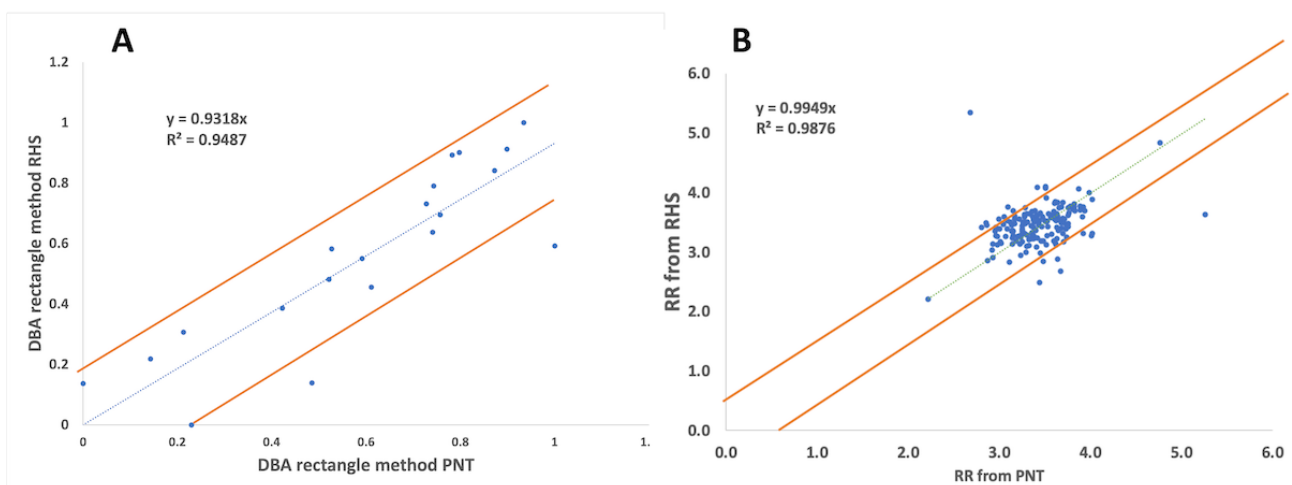 A
1.2
1
0.8
0.6
0.4
0.2
0
DBA rectangle method RHS
y = 0.9318x
R² = 0.9487
0 0.2 0.4 0.6 0.8 1 1.
DBA rectangle method PNT
B
6.0
5.0
4.0
3.0
2.0
1.0
0.0
RR from RHS
y = 0.9949x
R² = 0.9876
0.0 1.0 2.0 3.0 4.0 5.0 6.0
RR from PNT